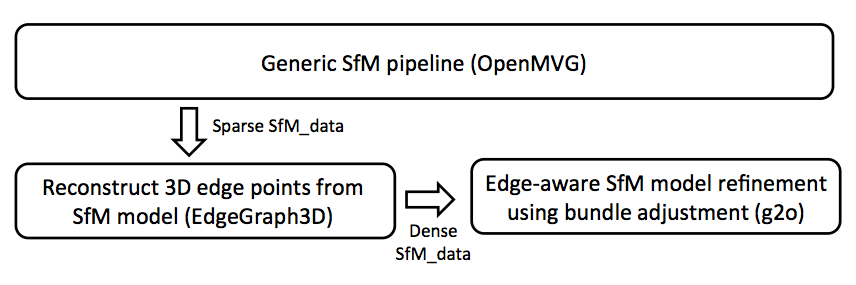 Generic SfM pipeline (OpenMVG)
Sparse SfM_data
Reconstruct 3D edge points from
SfM model (EdgeGraph3D)
Dense
SfM_data
Edge-aware SfM model refinement
using bundle adjustment (g2o)